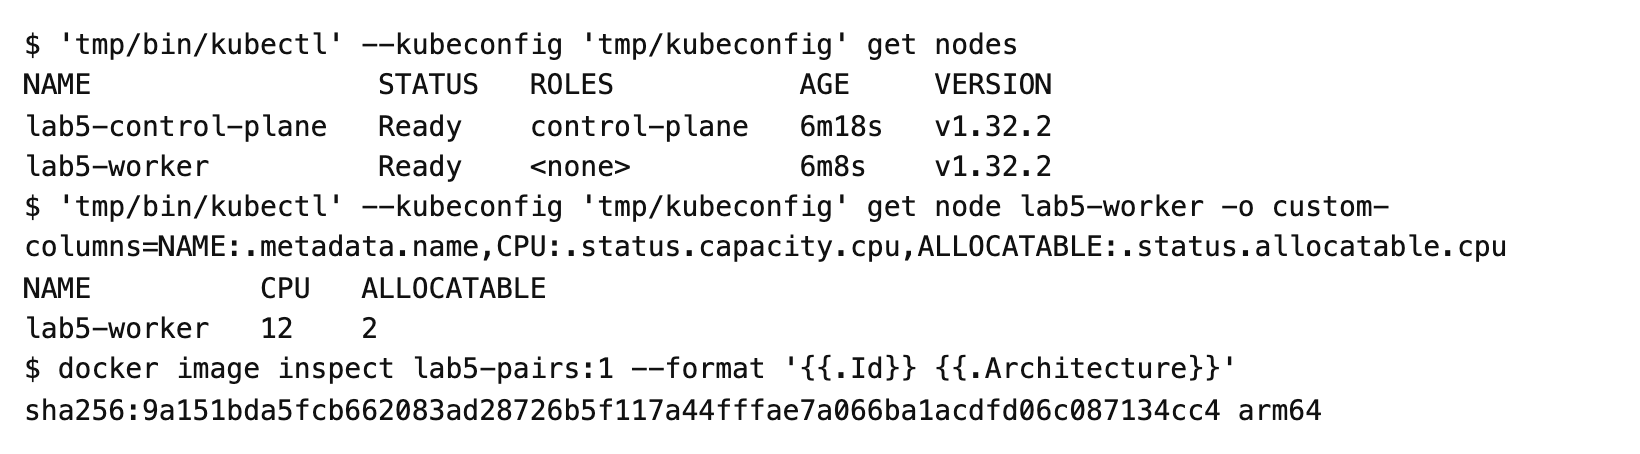 $ 'tmp/bin/kubectl' --kubeconfig 'tmp/kubeconfig' get nodes
NAME                 STATUS   ROLES           AGE     VERSION
lab5-control-plane   Ready    control-plane   6m18s   v1.32.2
lab5-worker          Ready    <none>          6m8s    v1.32.2
$ 'tmp/bin/kubectl' --kubeconfig 'tmp/kubeconfig' get node lab5-worker -o custom-
columns=NAME:.metadata.name,CPU:.status.capacity.cpu,ALLOCATABLE:.status.allocatable.cpu
NAME          CPU   ALLOCATABLE
lab5-worker   12    2
$ docker image inspect lab5-pairs:1 --format '{{.Id}} {{.Architecture}}'
sha256:9a151bda5fcb662083ad28726b5f117a44fffae7a066ba1acdfd06c087134cc4 arm64